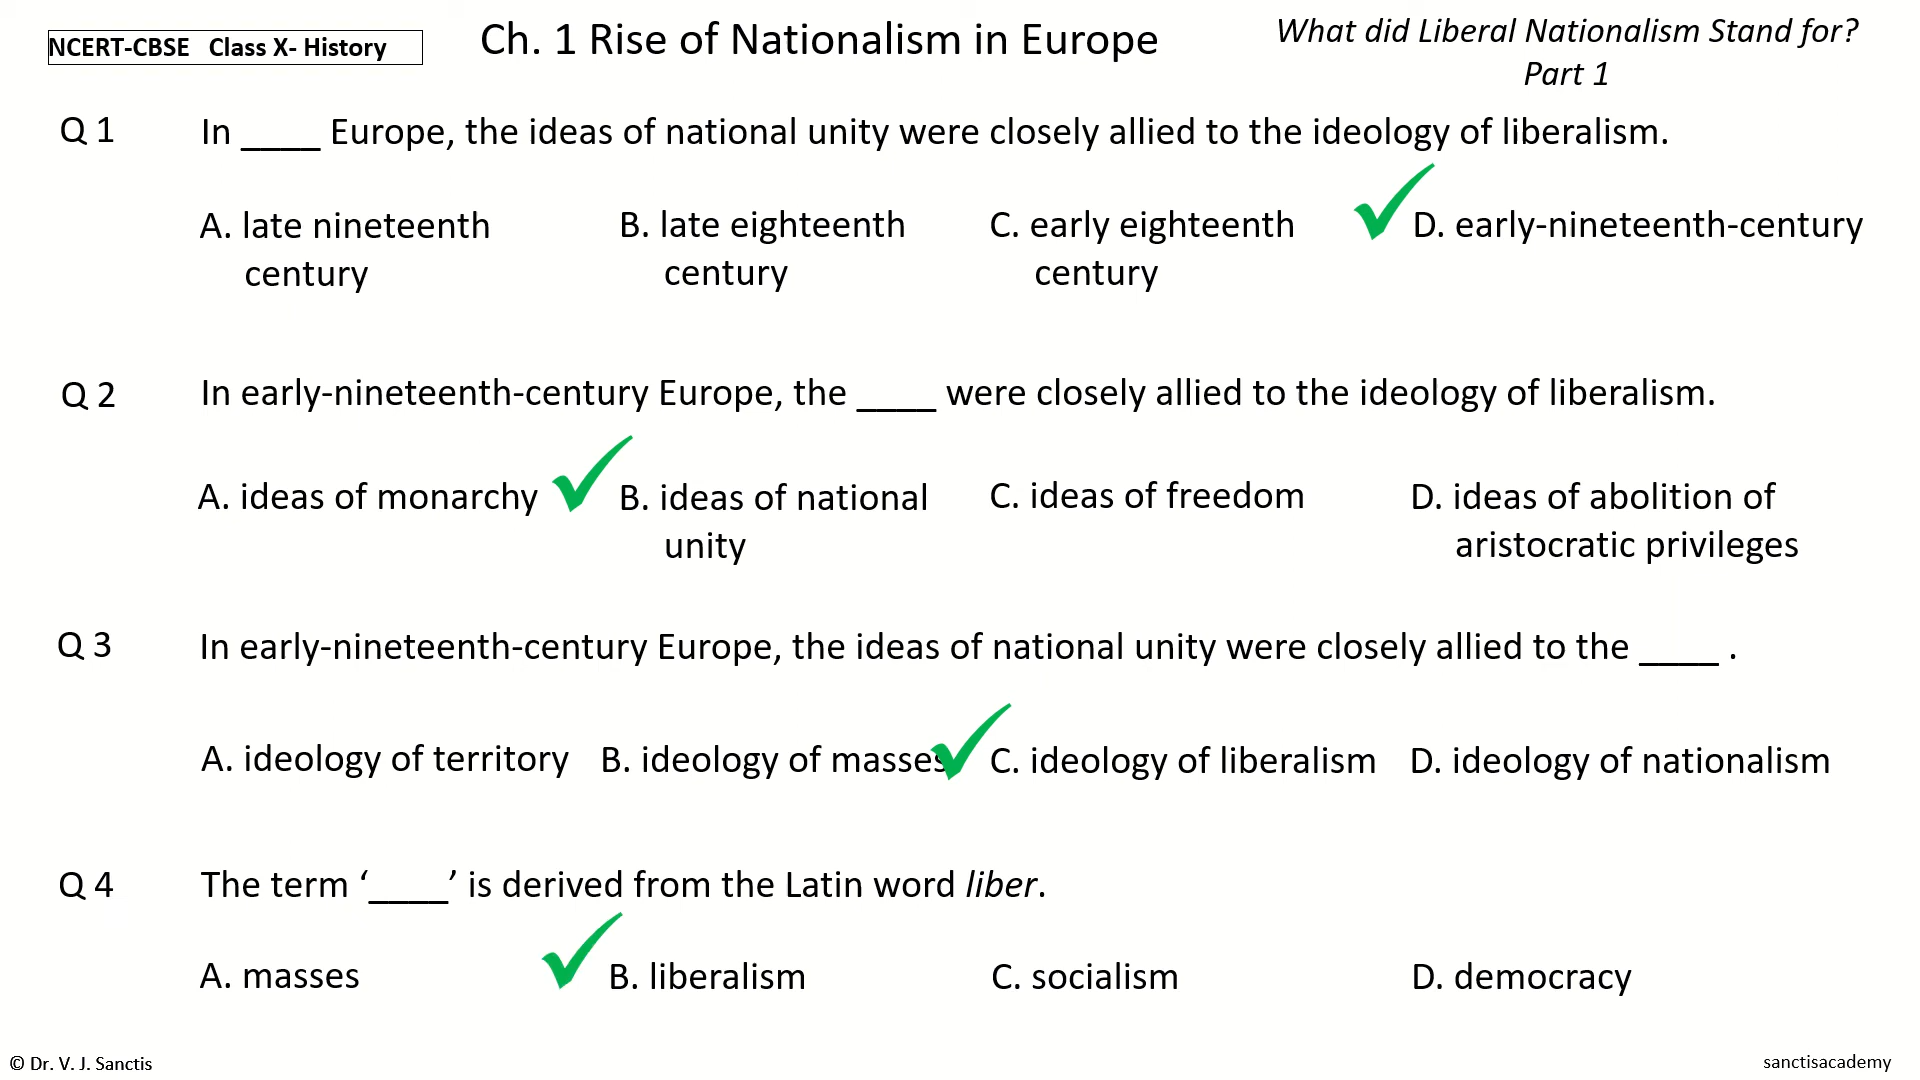 NCERT-CBSE Class X- History
Ch. 1 Rise of Nationalism in Europe
What did Liberal Nationalism Stand for?
Part 1
Q 1 In ____ Europe, the ideas of national unity were closely allied to the ideology of liberalism.
A. late nineteenth century
B. late eighteenth century
C. early eighteenth century
D. early-nineteenth-century
Q 2 In early-nineteenth-century Europe, the ____ were closely allied to the ideology of liberalism.
A. ideas of monarchy
B. ideas of national unity
C. ideas of freedom
D. ideas of abolition of aristocratic privileges
Q 3 In early-nineteenth-century Europe, the ideas of national unity were closely allied to the ____ .
A. ideology of territory
B. ideology of masses
C. ideology of liberalism
D. ideology of nationalism
Q 4 The term ‘____’ is derived from the Latin word liber.
A. masses
B. liberalism
C. socialism
D. democracy
© Dr. V. J. Sanctis
sanctisacademy